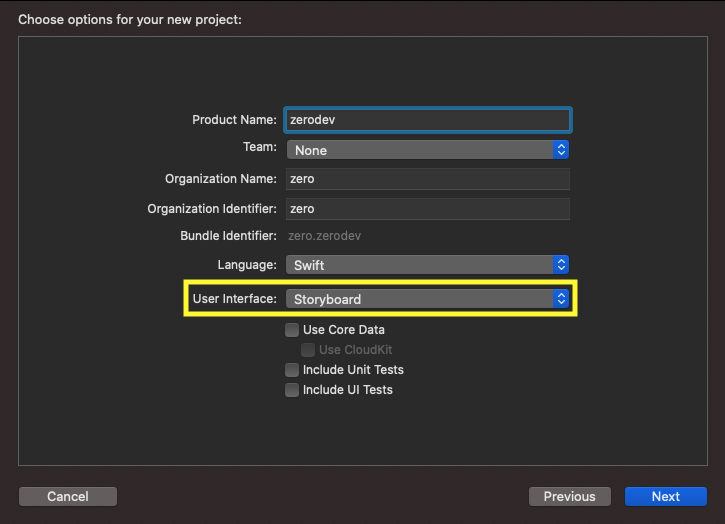 Choose options for your new project:
Product Name: zerodev
Team: None
Organization Name: zero
Organization Identifier: zero
Bundle Identifier: zero.zerodev
Language: Swift
User Interface: Storyboard
Use Core Data
Use CloudKit
Include Unit Tests
Include UI Tests
Cancel Previous Next